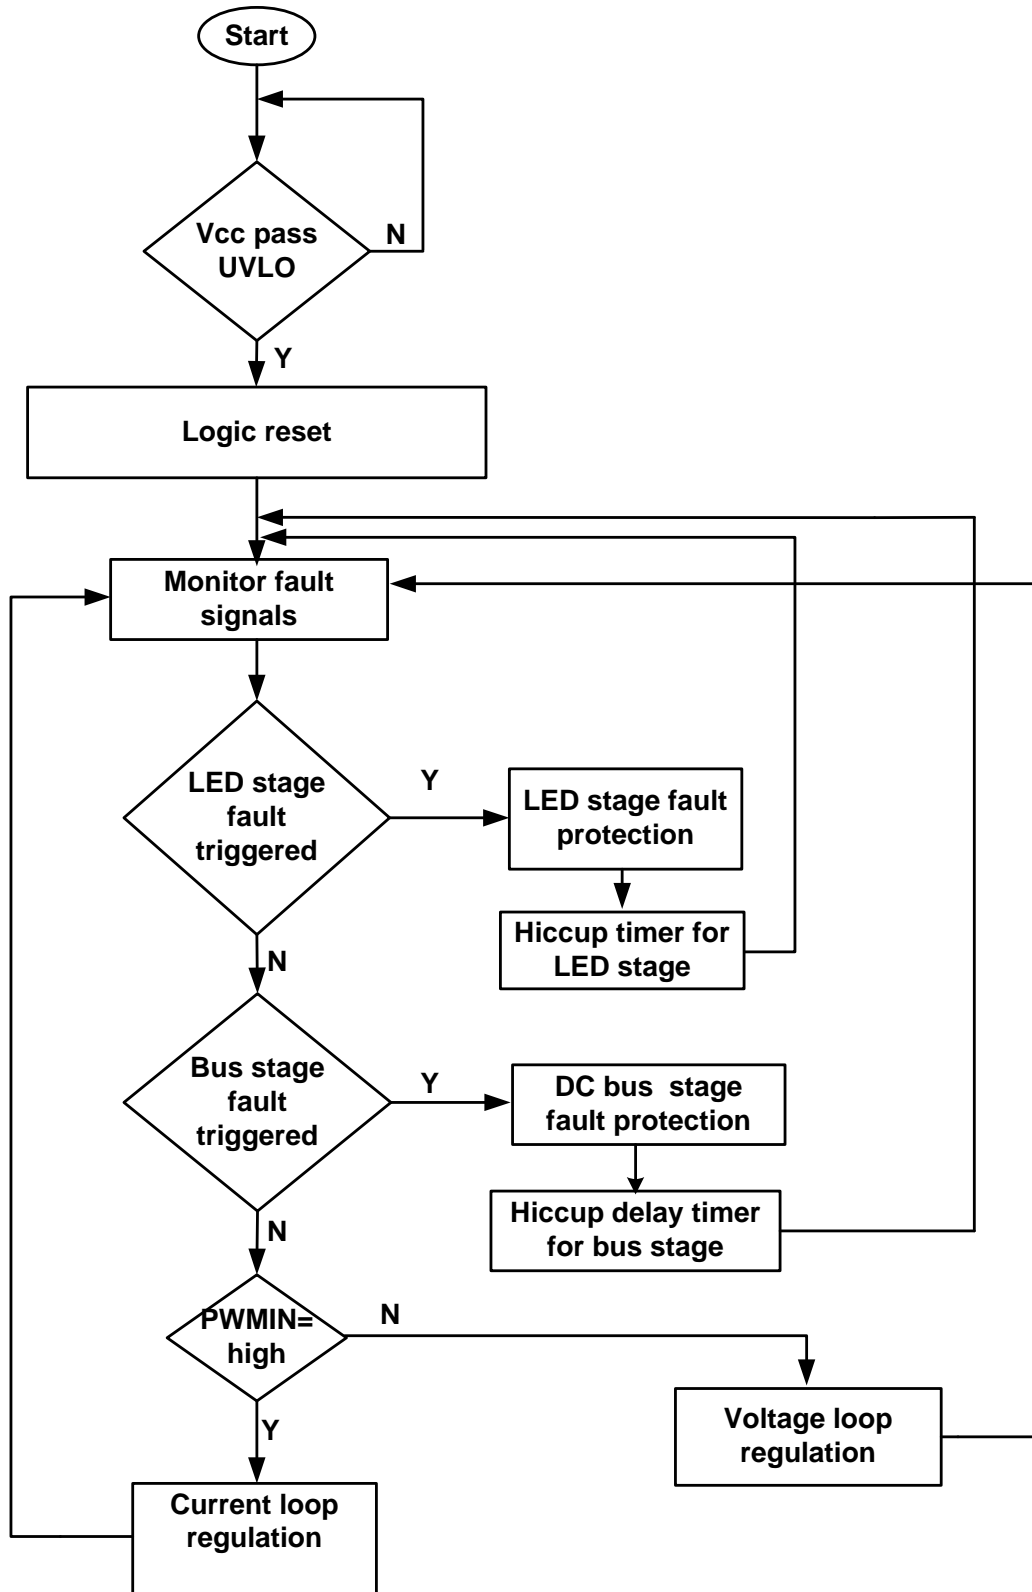 Start
Vcc pass
UVLO
N
Y
Logic reset
Monitor fault
signals
LED stage
fault
triggered
Y
LED stage fault
protection
Hiccup timer for
LED stage
N
Bus stage
fault
triggered
Y
DC bus stage
fault protection
Hiccup delay timer
for bus stage
N
PWMIN=
high
N
Voltage loop
regulation
Y
Current loop
regulation